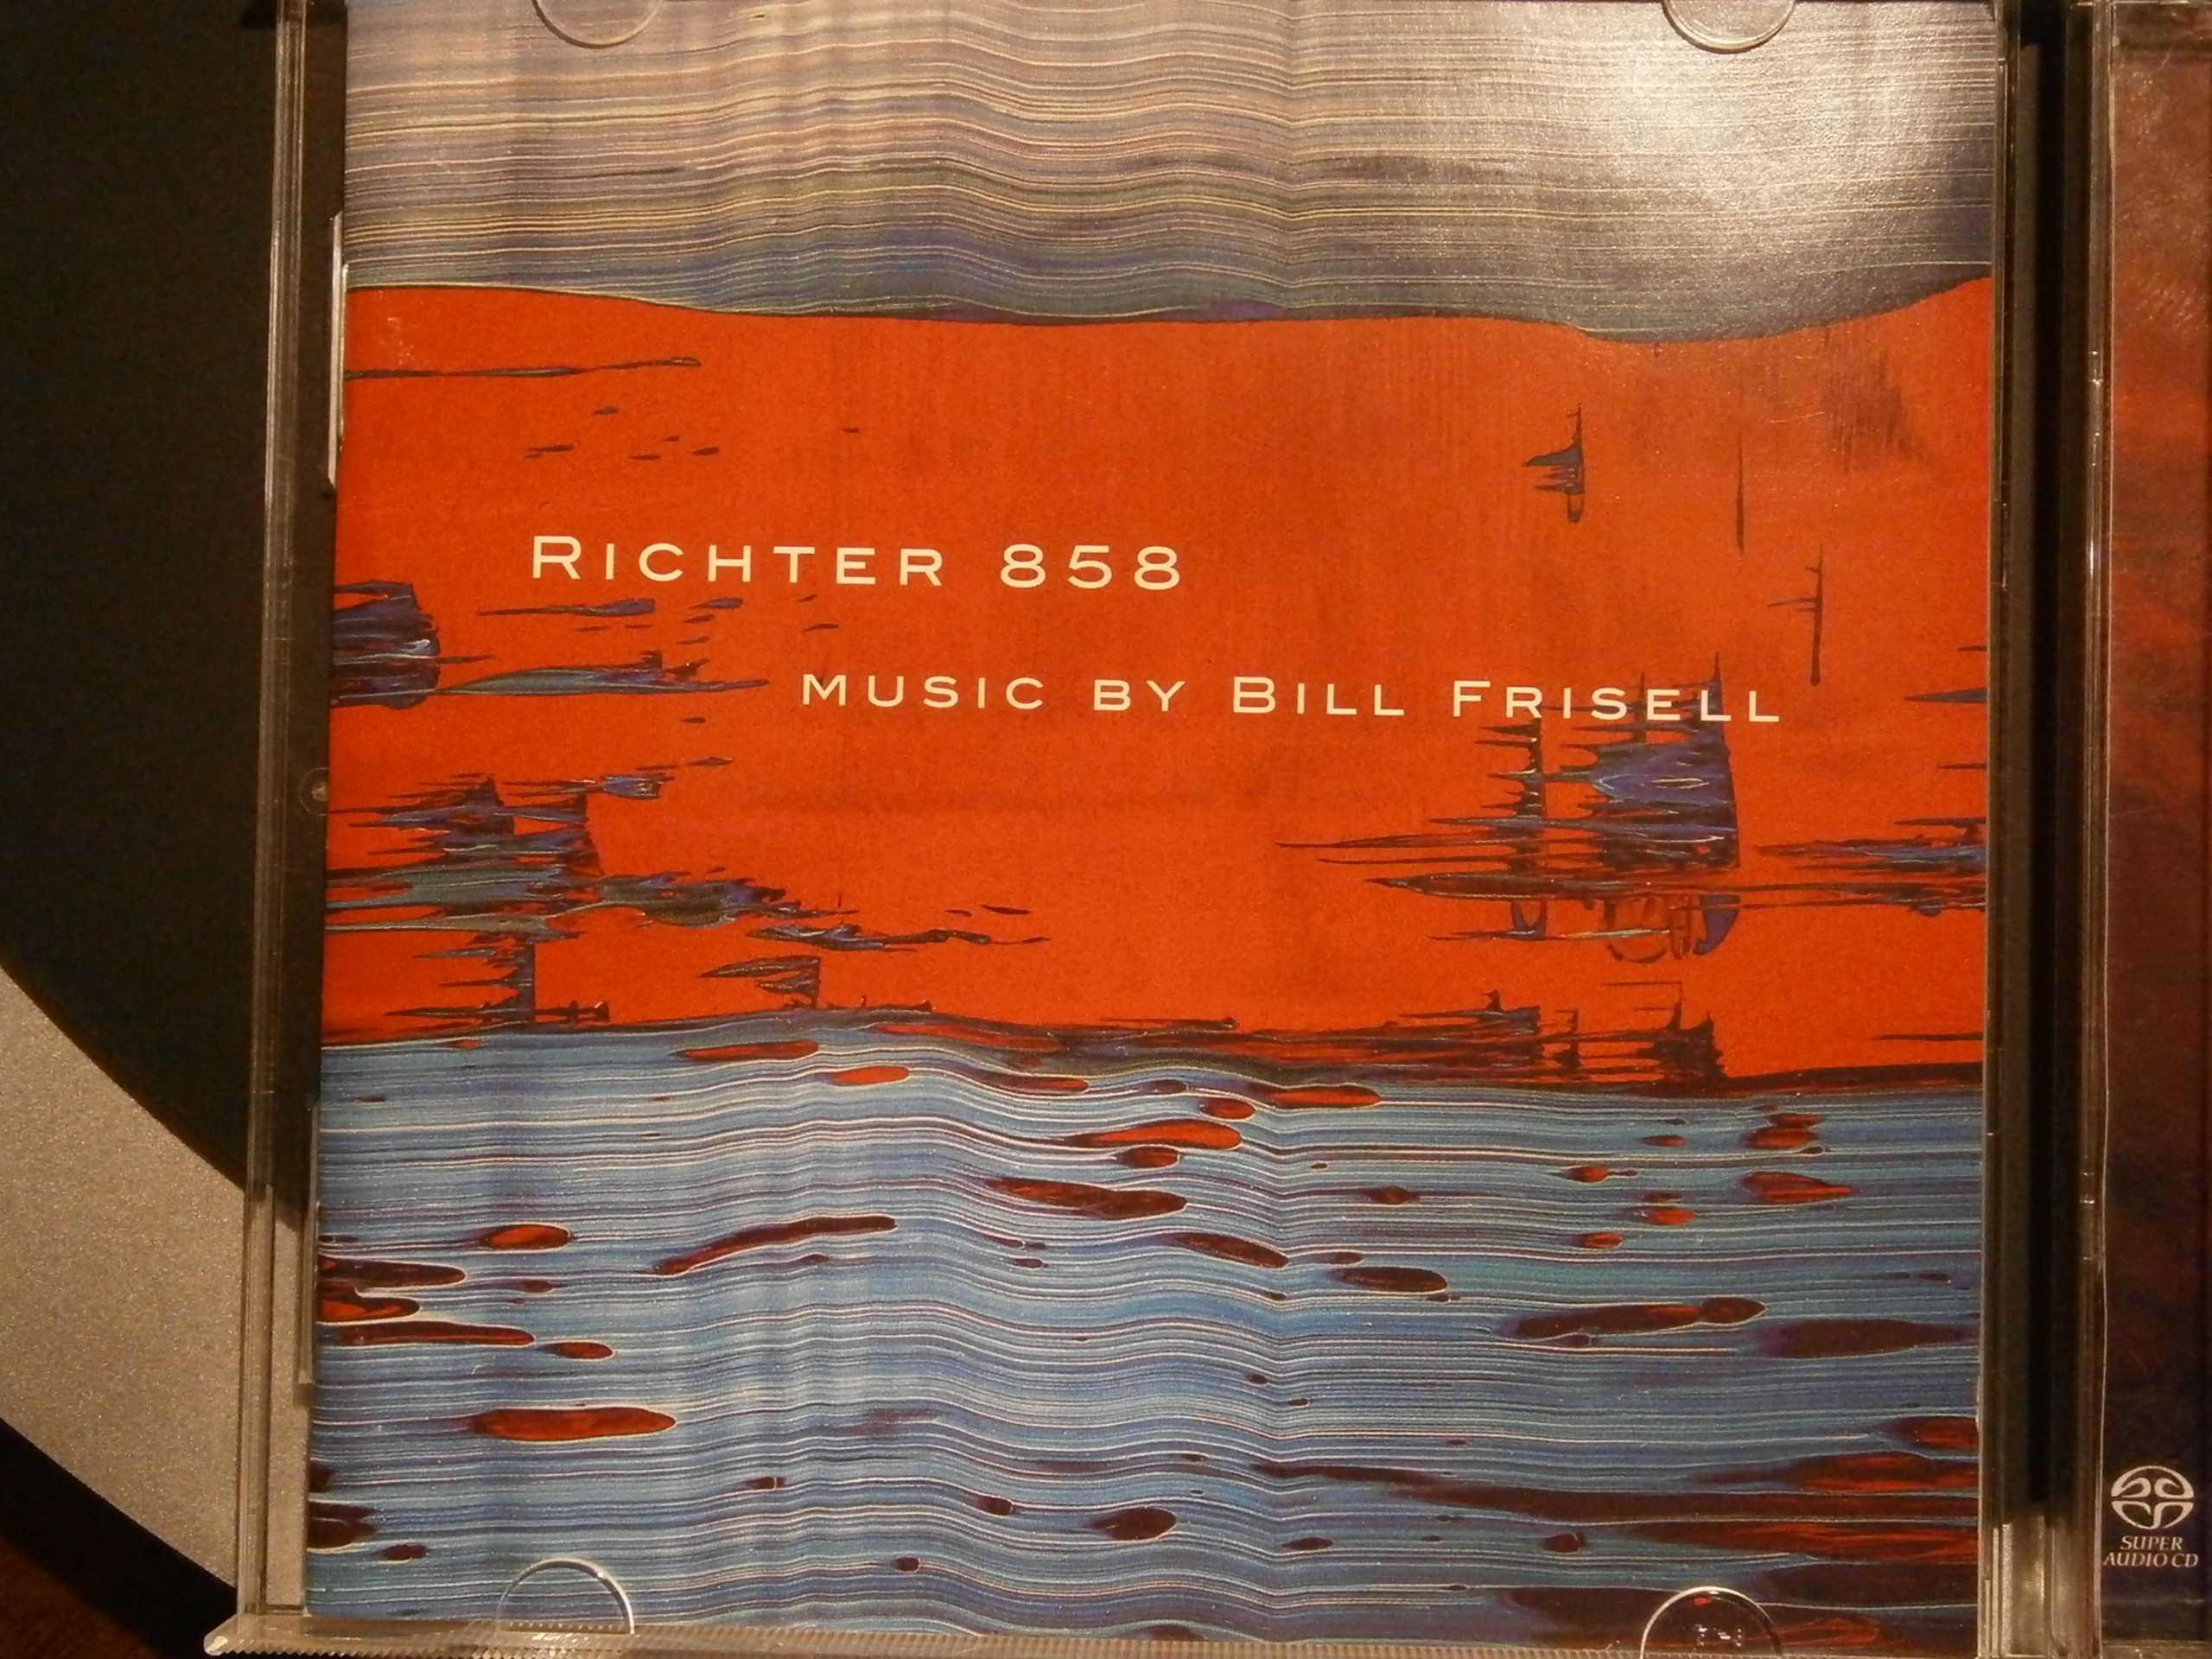 RICHTER 858
MUSIC BY BILL FRISELL
SUPER
AUDIO CD